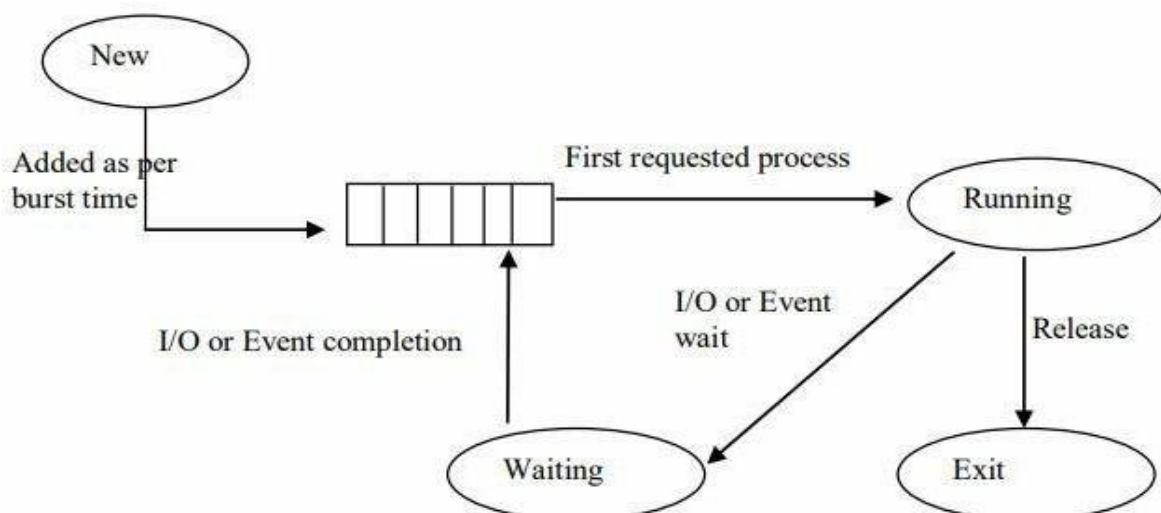 New
Added as per
burst time
First requested process
Running
I/O or Event
wait
I/O or Event completion
Release
Waiting
Exit